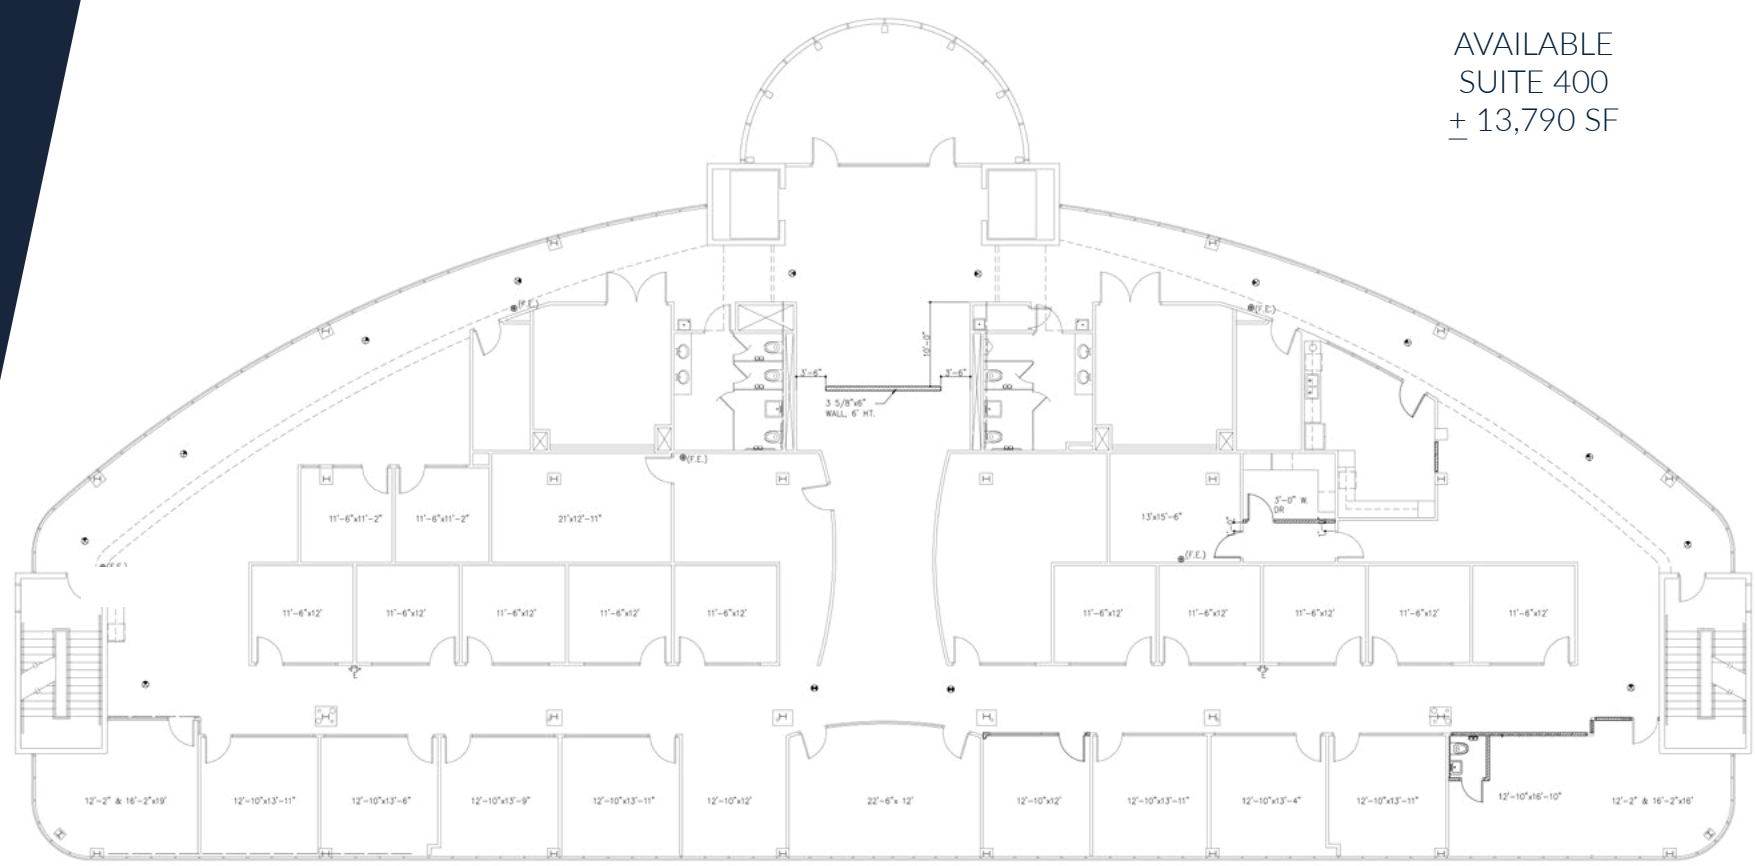 AVAILABLE
SUITE 400
± 13,790 SF
(F.E.)
(F.E.)
10'-0"
3'-6"
3'-6"
3 5/8"x6"
WALL, 6' HT.
(F.E.)
11'-6"x11'-2"
11'-6"x11'-2"
21'x12'-11"
13'x15'-6"
3'-0" W.
DR
(F.E.)
(F.E.)
11'-6"x12'
11'-6"x12'
11'-6"x12'
11'-6"x12'
11'-6"x12'
11'-6"x12'
11'-6"x12'
11'-6"x12'
11'-6"x12'
11'-6"x12'
E
E
12'-2" & 16'-2"x19'
12'-10"x13'-11"
12'-10"x13'-6"
12'-10"x13'-9"
12'-10"x13'-11"
12'-10"x12'
22'-6"x 12'
12'-10"x12'
12'-10"x13'-11"
12'-10"x13'-4"
12'-10"x13'-11"
12'-10"x16'-10"
12'-2" & 16'-2"x16'